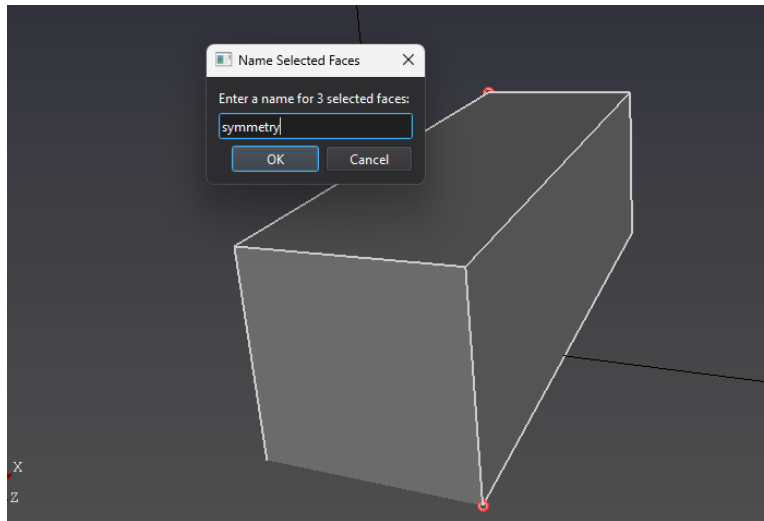 Name Selected Faces
Enter a name for 3 selected faces:
symmetry
OK Cancel
X
Z